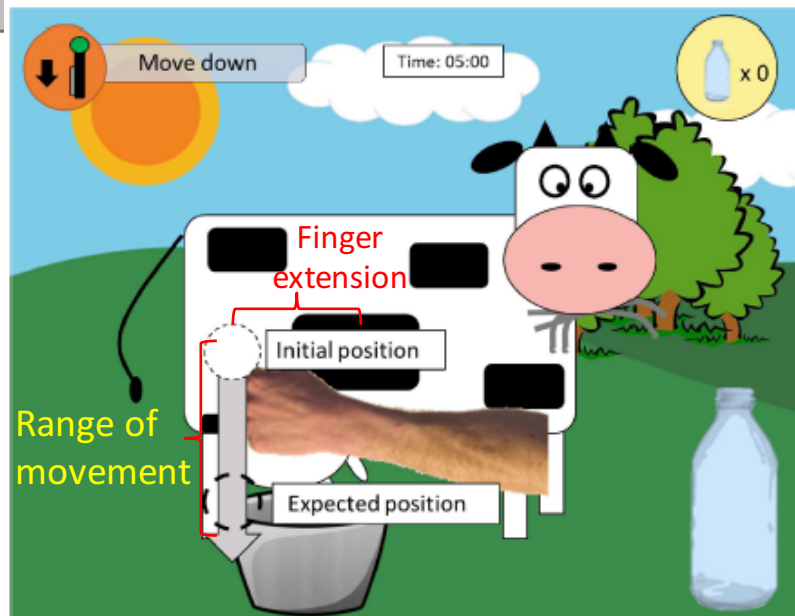 Move down
Time: 05:00
x 0
Finger
extension
Initial position
Range of
movement
Expected position